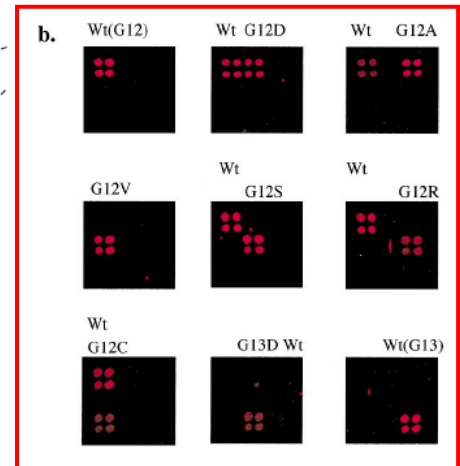 b.
Wt(G12)
Wt G12D
Wt G12A
G12V
Wt
G12S
Wt
G12R
Wt
G12C
G13D Wt
Wt(G13)